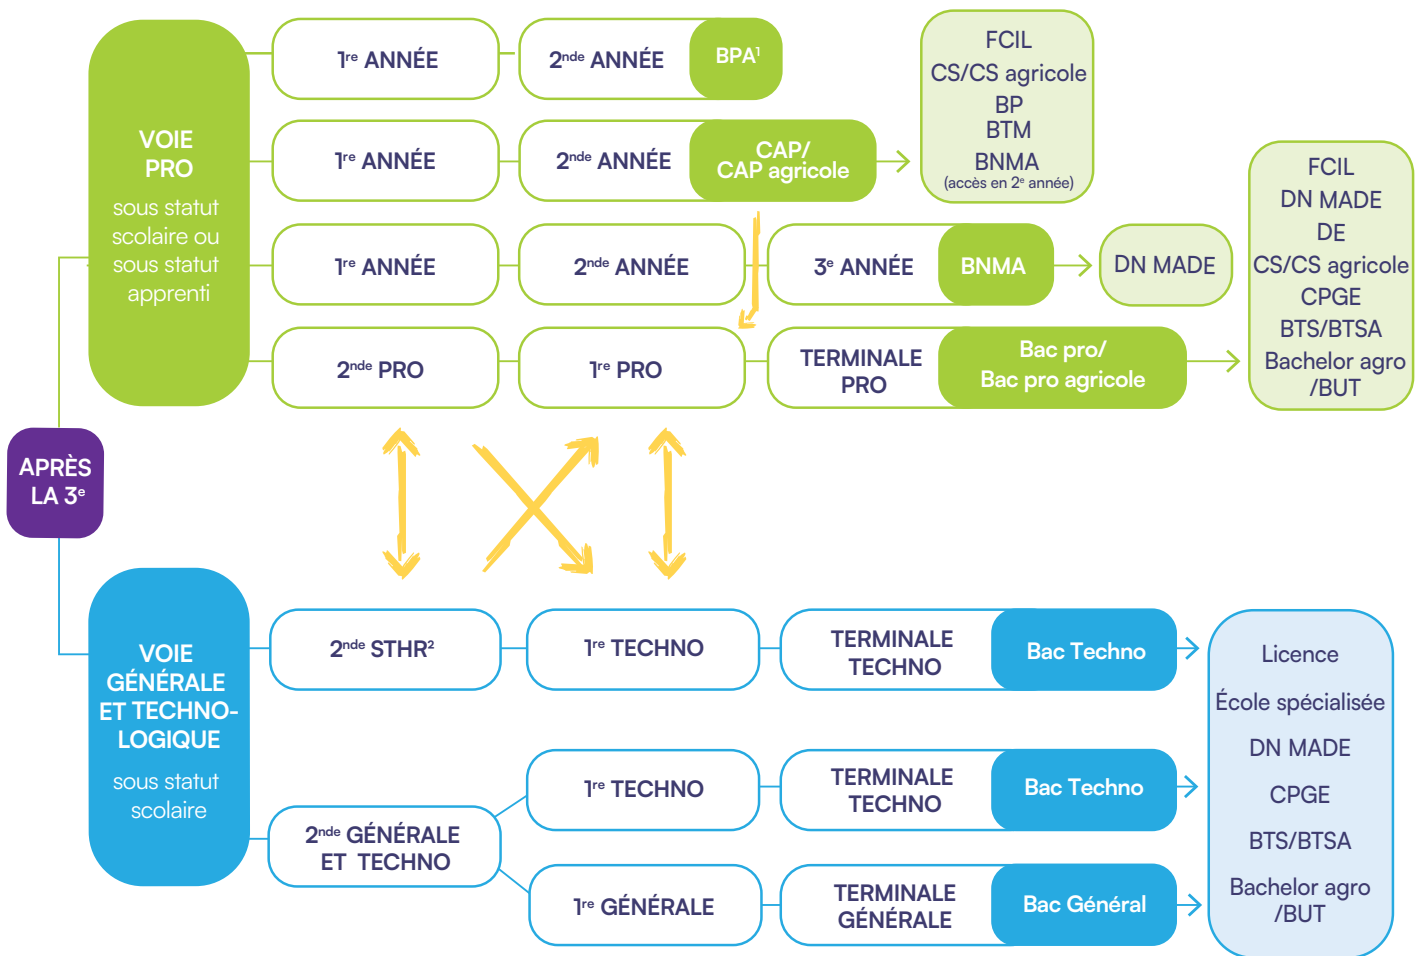 APRÈS
LA 3e
VOIE
PRO
sous statut
scolaire ou
sous statut
apprenti
1re ANNÉE
2nde ANNÉE
BPA1
1re ANNÉE
2nde ANNÉE
CAP/
CAP agricole
FCIL
CS/CS agricole
BP
BTM
BNMA
(accès en 2e année)
1re ANNÉE
2nde ANNÉE
3e ANNÉE
BNMA
DN MADE
2nde PRO
1re PRO
TERMINALE
PRO
Bac pro/
Bac pro agricole
FCIL
DN MADE
DE
CS/CS agricole
CPGE
BTS/BTSA
Bachelor agro
/BUT
VOIE
GÉNÉRALE
ET TECHNO-
LOGIQUE
sous statut
scolaire
2nde STHR2
1re TECHNO
TERMINALE
TECHNO
Bac Techno
2nde GÉNÉRALE
ET TECHNO
1re TECHNO
TERMINALE
TECHNO
Bac Techno
1re GÉNÉRALE
TERMINALE
GÉNÉRALE
Bac Général
Licence
École spécialisée
DN MADE
CPGE
BTS/BTSA
Bachelor agro
/BUT